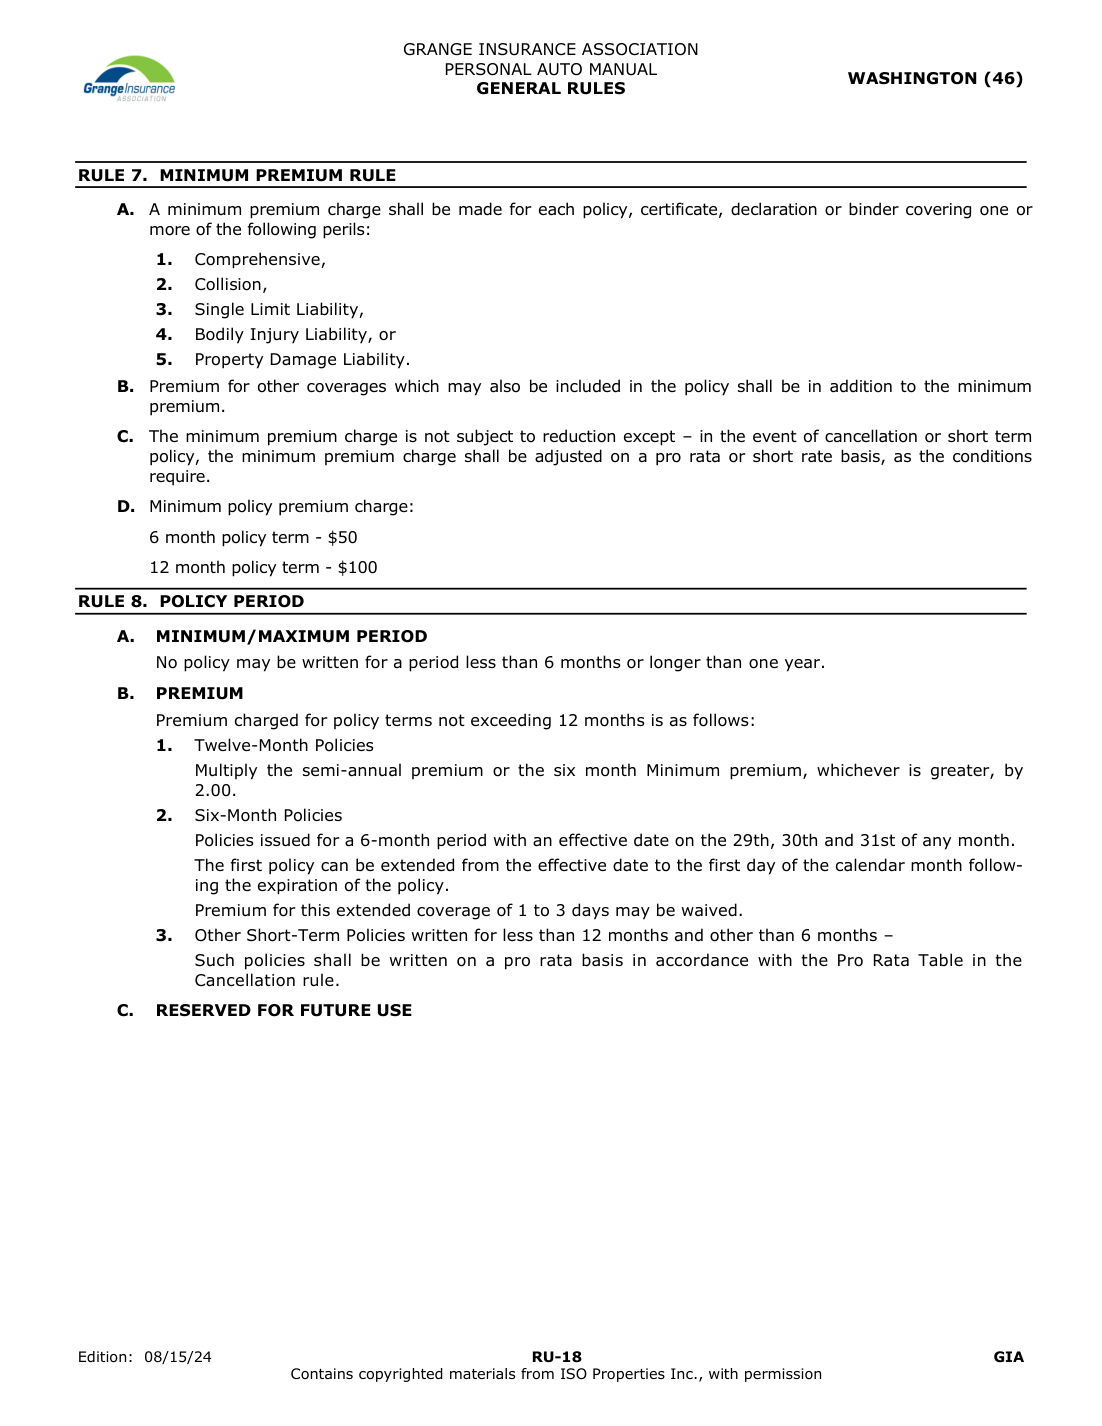 GRANGE INSURANCE ASSOCIATION
PERSONAL AUTO MANUAL
GENERAL RULES
WASHINGTON (46)
GrangeInsurance
ASSOCIATION
RULE 7.  MINIMUM PREMIUM RULE
A. A minimum premium charge shall be made for each policy, certificate, declaration or binder covering one or
more of the following perils:
1. Comprehensive,
2. Collision,
3. Single Limit Liability,
4. Bodily Injury Liability, or
5. Property Damage Liability.
B. Premium for other coverages which may also be included in the policy shall be in addition to the minimum
premium.
C. The minimum premium charge is not subject to reduction except – in the event of cancellation or short term
policy, the minimum premium charge shall be adjusted on a pro rata or short rate basis, as the conditions
require.
D. Minimum policy premium charge:
6 month policy term - $50
12 month policy term - $100
RULE 8.  POLICY PERIOD
A. MINIMUM/MAXIMUM PERIOD
No policy may be written for a period less than 6 months or longer than one year.
B. PREMIUM
Premium charged for policy terms not exceeding 12 months is as follows:
1. Twelve-Month Policies
Multiply the semi-annual premium or the six month Minimum premium, whichever is greater, by
2.00.
2. Six-Month Policies
Policies issued for a 6-month period with an effective date on the 29th, 30th and 31st of any month.
The first policy can be extended from the effective date to the first day of the calendar month follow-
ing the expiration of the policy.
Premium for this extended coverage of 1 to 3 days may be waived.
3. Other Short-Term Policies written for less than 12 months and other than 6 months –
Such policies shall be written on a pro rata basis in accordance with the Pro Rata Table in the
Cancellation rule.
C. RESERVED FOR FUTURE USE
Edition:  08/15/24
RU-18
GIA
Contains copyrighted materials from ISO Properties Inc., with permission